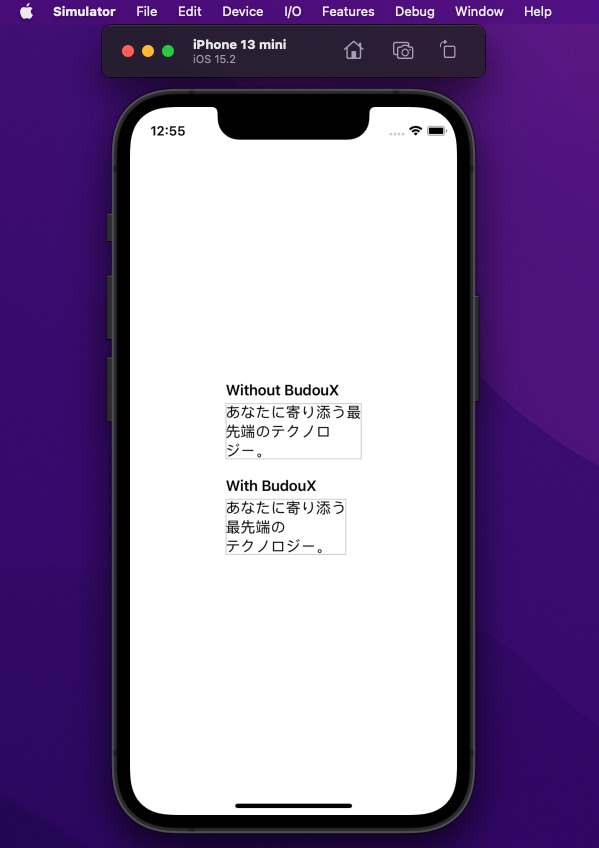 Simulator File Edit Device I/O Features Debug Window Help
iPhone 13 mini
iOS 15.2
12:55
Without BudouX
あなたに寄り添う最
先端のテクノロ
ジー。
With BudouX
あなたに寄り添う
最先端の
テクノロジー。